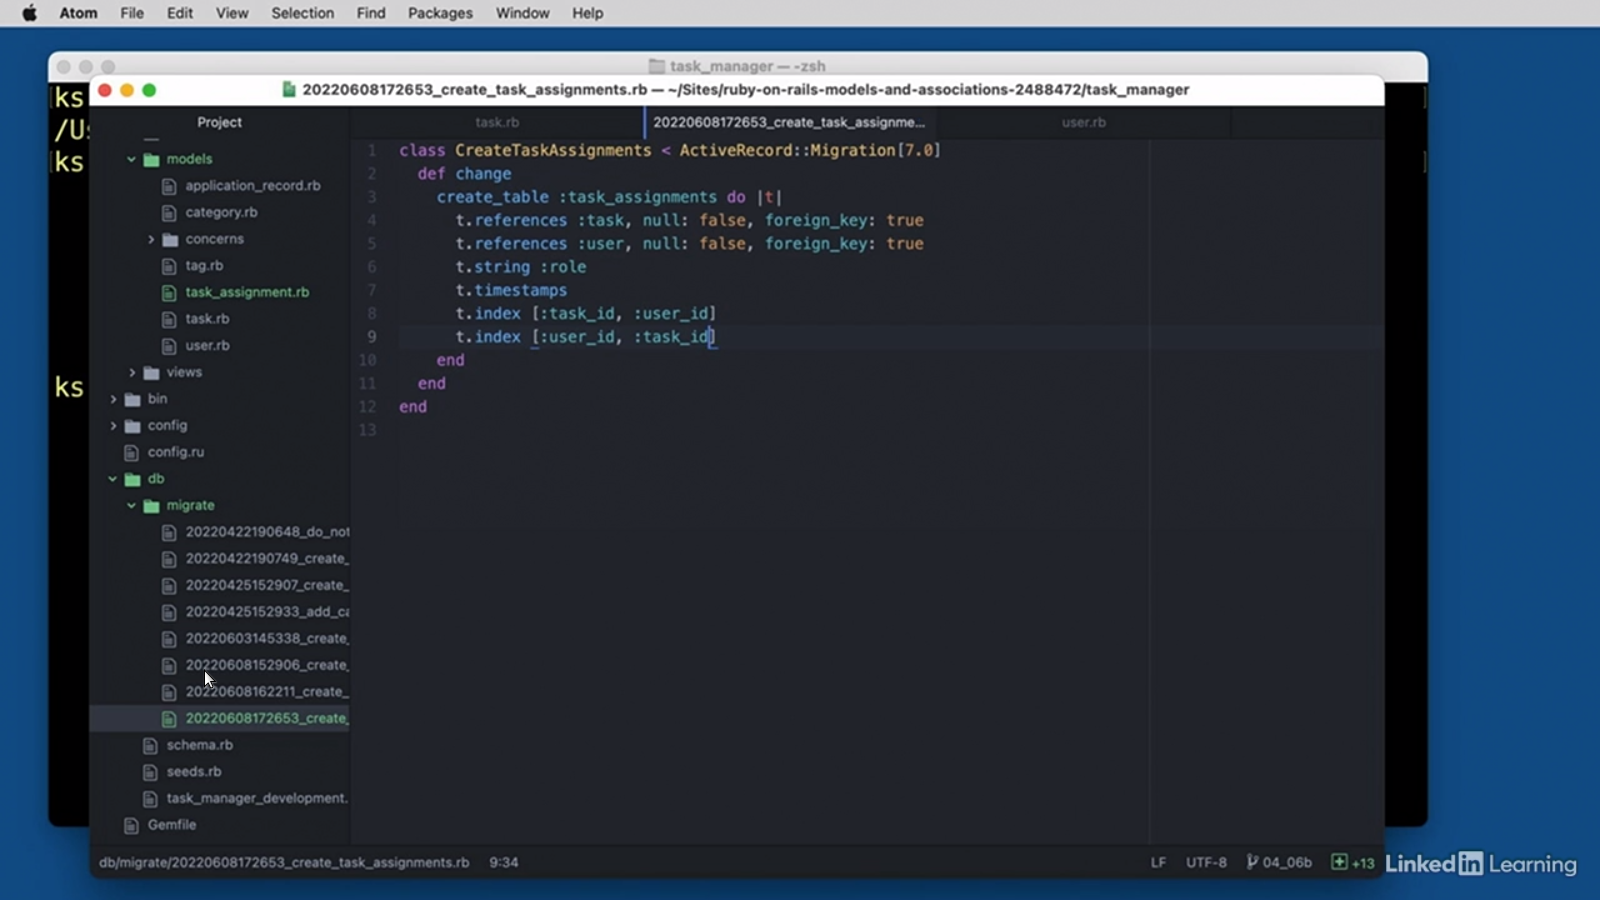 Atom File Edit View Selection Find Packages Window Help
task_manager — -zsh
20220608172653_create_task_assignments.rb — ~/Sites/ruby-on-rails-models-and-associations-2488472/task_manager
ks
ks
ks
Project
models
application_record.rb
category.rb
concerns
tag.rb
task_assignment.rb
task.rb
user.rb
views
bin
config
config.ru
db
migrate
20220422190648_do_not
20220422190749_create_
20220425152907_create_
20220425152933_add_ca
20220603145338_create_
20220608152906_create_
20220608162211_create_
20220608172653_create_
schema.rb
seeds.rb
task_manager_development.
Gemfile
task.rb 20220608172653_create_task_assignme... user.rb
1 class CreateTaskAssignments < ActiveRecord::Migration[7.0]
2 def change
3 create_table :task_assignments do |t|
4 t.references :task, null: false, foreign_key: true
5 t.references :user, null: false, foreign_key: true
6 t.string :role
7 t.timestamps
8 t.index [:task_id, :user_id]
9 t.index [:user_id, :task_id]
10 end
11 end
12 end
13
db/migrate/20220608172653_create_task_assignments.rb 9:34 LF UTF-8 04_06b +13
LinkedIn Learning